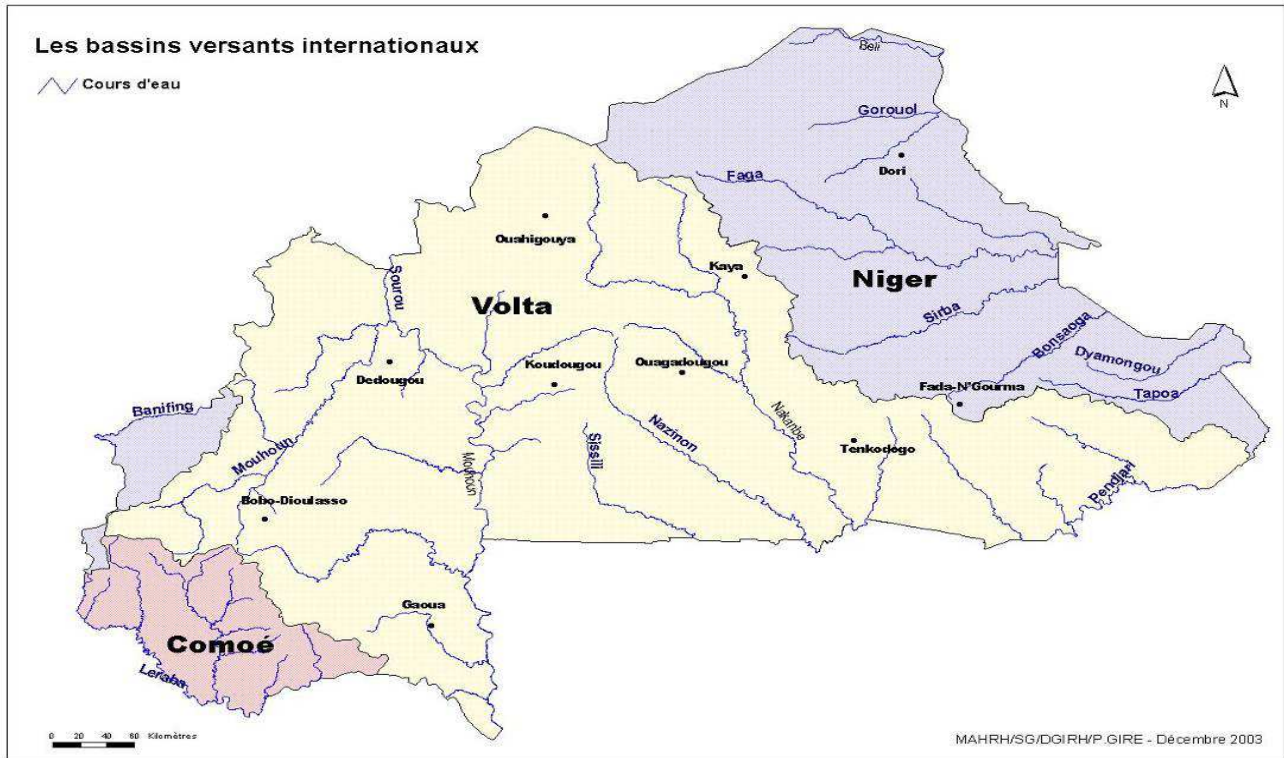 Les bassins versants internationaux
Cours d'eau
N
Beli
Gorouol
Dori
Faga
Ouahigouya
Kaya
Sourou
Volta
Niger
Sirba
Bonsaoga
Dyamongou
Tapoa
Dedougou
Koudougou
Ouagadougou
Fada-N'Gourma
Banifing
Mouhoun
Nakanbe
Nazinon
Sissili
Tenkodogo
Mouhoun
Pendjari
Bobo-Dioulasso
Gaoua
Comoé
Leraba
0 20 40 60 Kilomètres
MAHRH/SG/DGIRH/P.GIRE - Décembre 2003